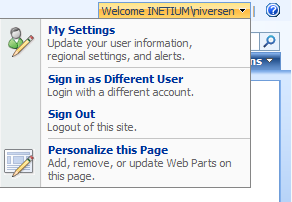 Welcome INETIUM\niversen
My Settings
Update your user information,
regional settings, and alerts.
ns
Sign in as Different User
Login with a different account.
Sign Out
Logout of this site.
Personalize this Page
Add, remove, or update Web Parts on
this page.